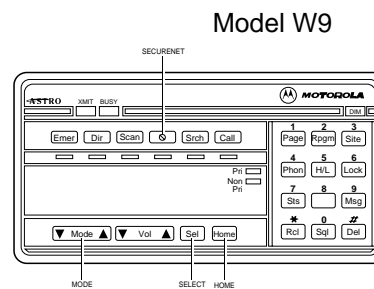 Model W9
SECURENET
MOTOROLA
ASTRO XMIT BUSY
DIM
Emer Dir Scan Srch Call
1 2 3
Page Rpgm Site
4 5 6
Phon H/L Lock
Pri
Non
Pri
7 8 9
Sts Msg
* 0 #
Rcl Sql Del
▼ Mode ▲ ▼ Vol ▲ Sel Home
MODE SELECT HOME